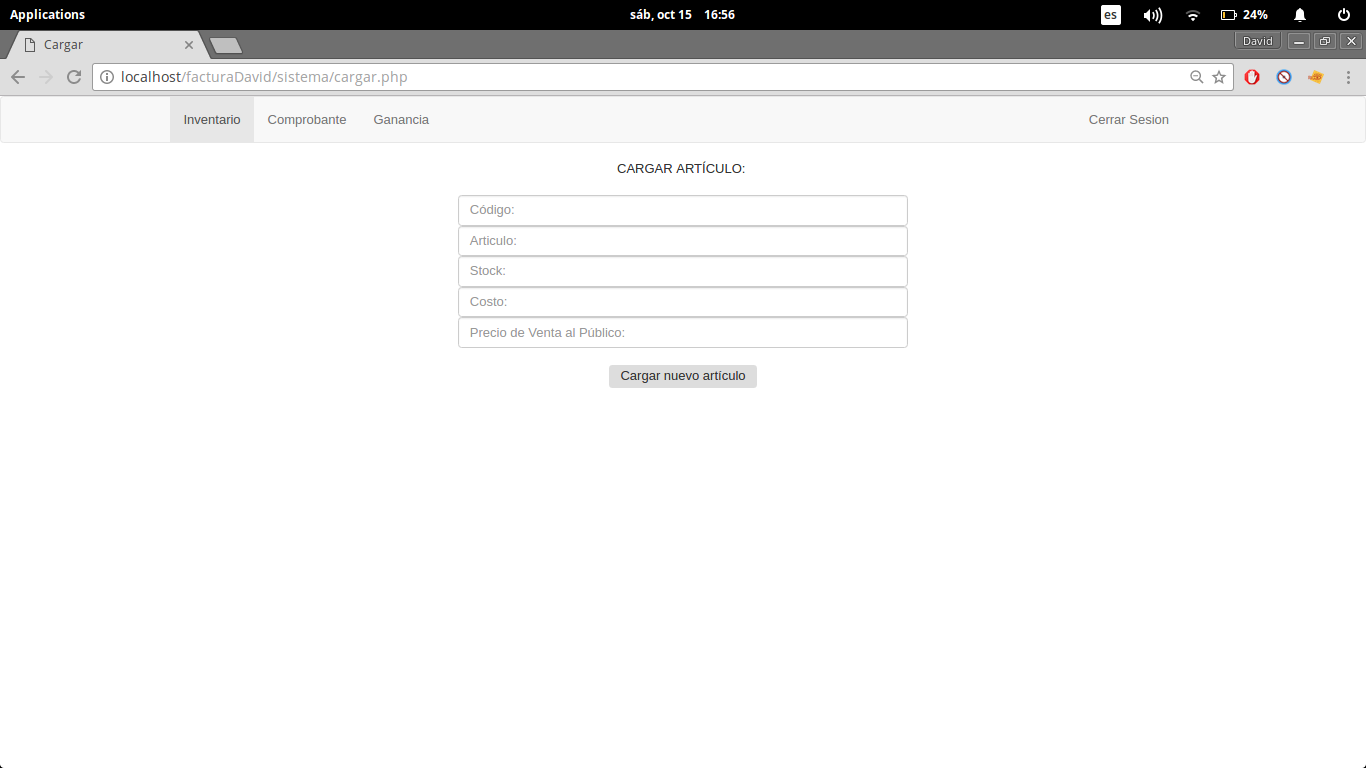 Applications sáb, oct 15 16:56 es 24%
Cargar David
localhost/facturaDavid/sistema/cargar.php
Inventario Comprobante Ganancia Cerrar Sesion
CARGAR ARTÍCULO:
Código:
Articulo:
Stock:
Costo:
Precio de Venta al Público:
Cargar nuevo artículo